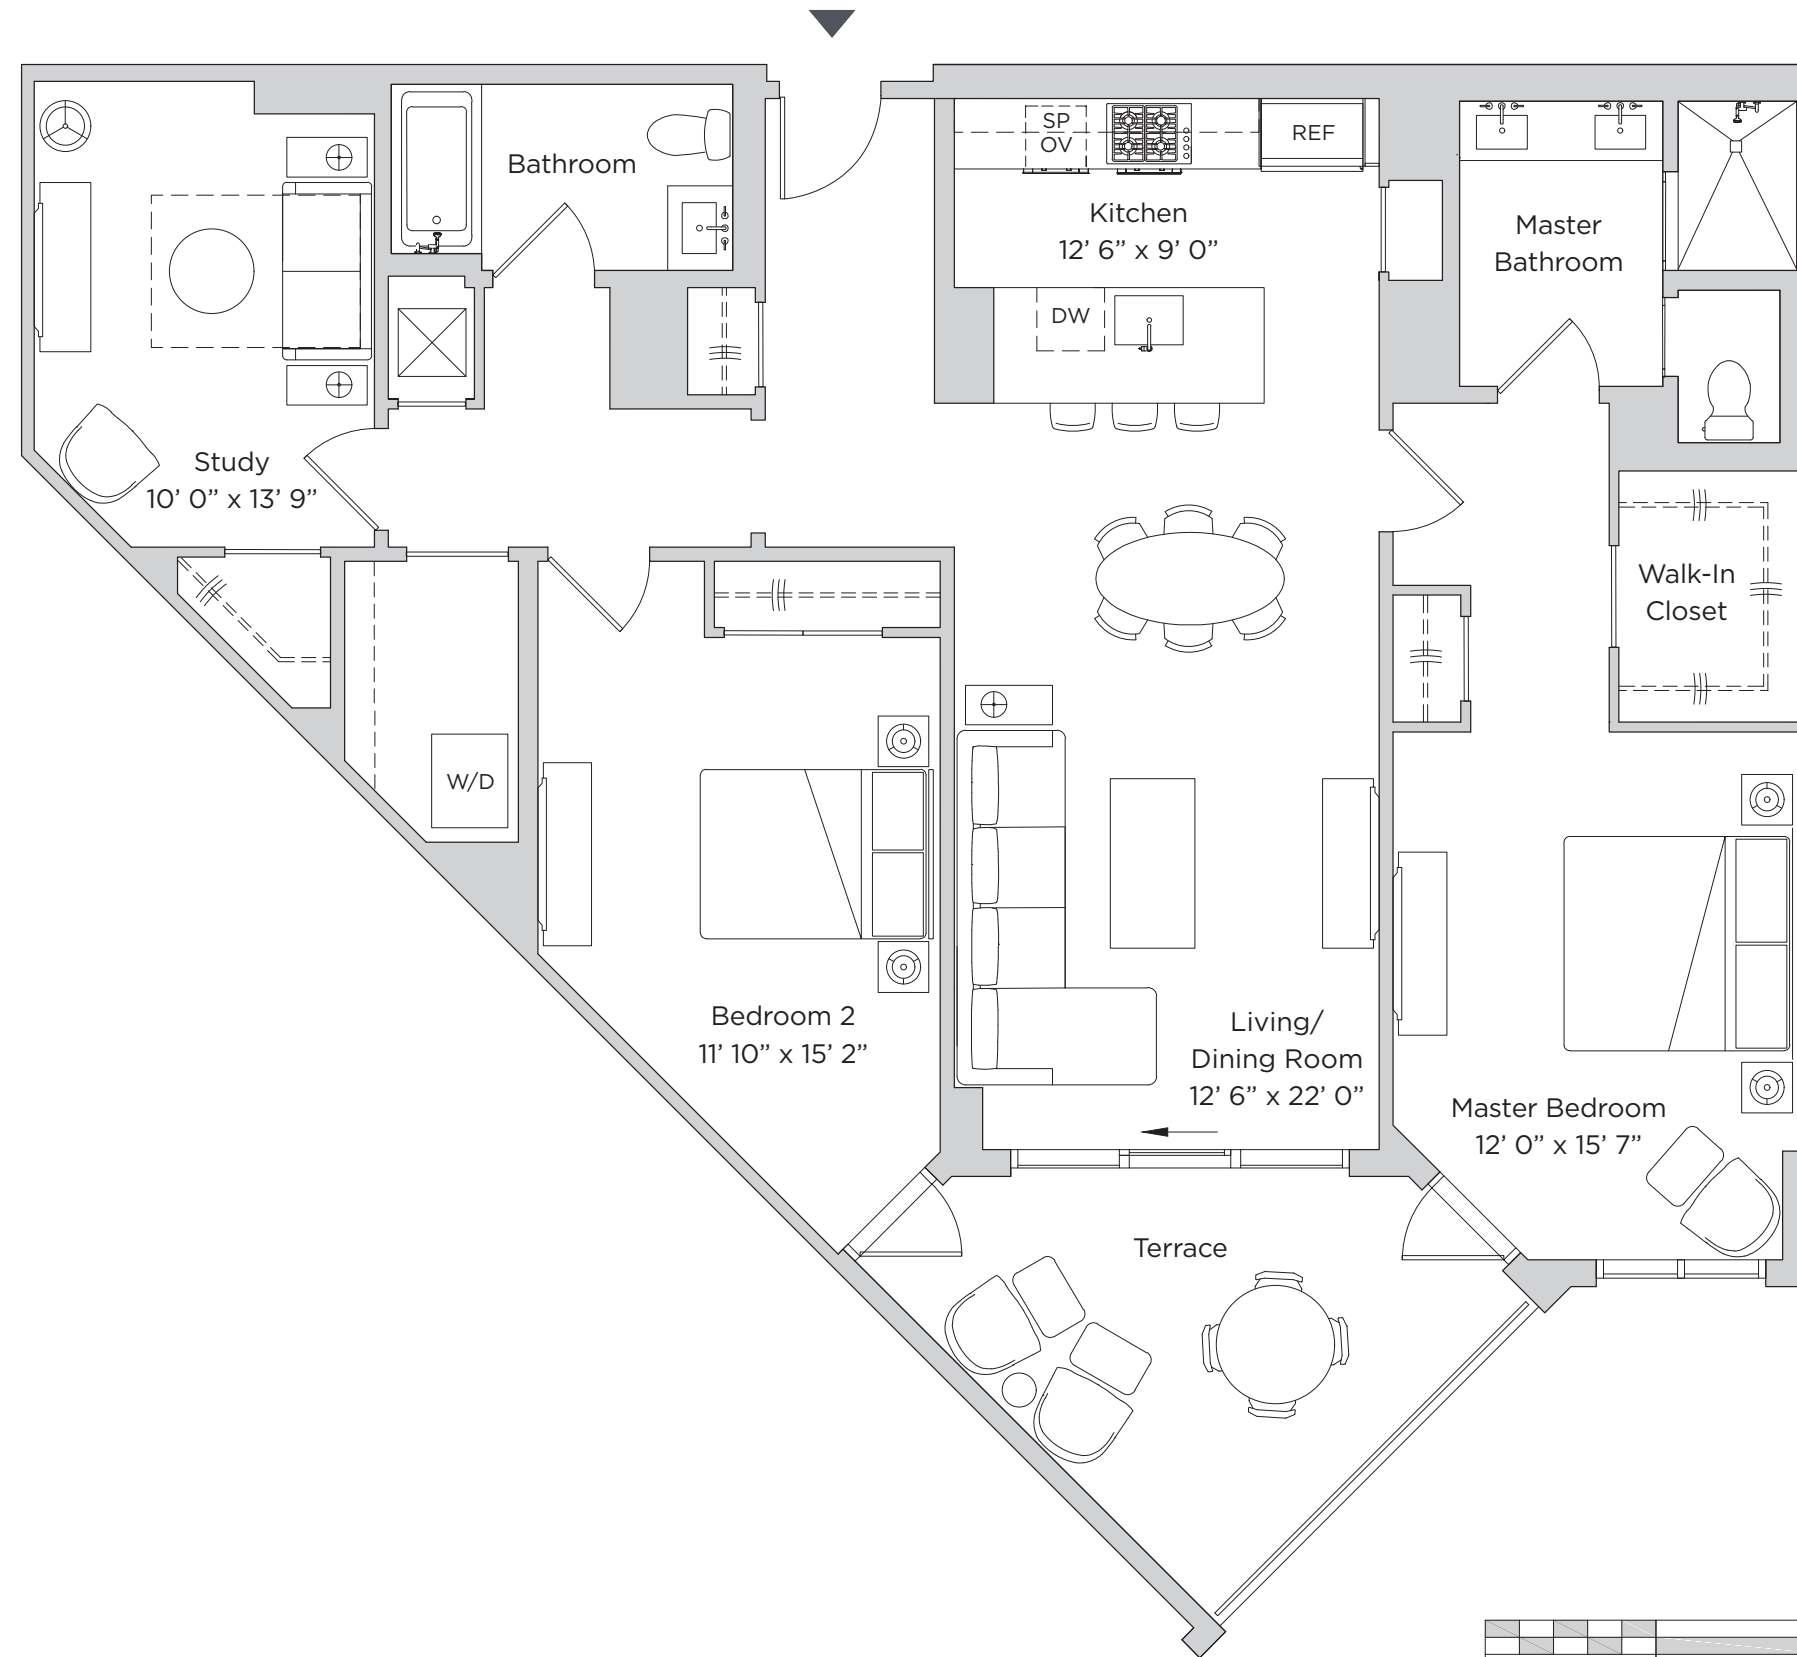 Bathroom
SP
OV
REF
Kitchen
12’ 6” x 9’ 0”
Master
Bathroom
DW
Study
10’ 0” x 13’ 9”
Walk-In
Closet
W/D
Bedroom 2
11’ 10” x 15’ 2”
Living/
Dining Room
12’ 6” x 22’ 0”
Master Bedroom
12’ 0” x 15’ 7”
Terrace